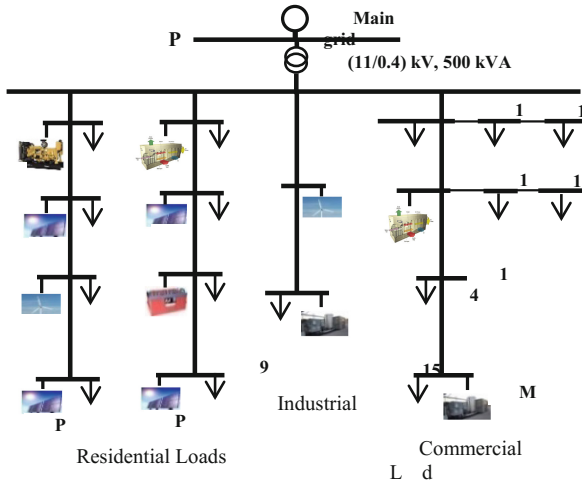 Main
P
grid
(11/0.4) kV, 500 kVA
1
1
1
1
1
4
9
15
M
P
P
Industrial
Residential Loads
Commercial
L d